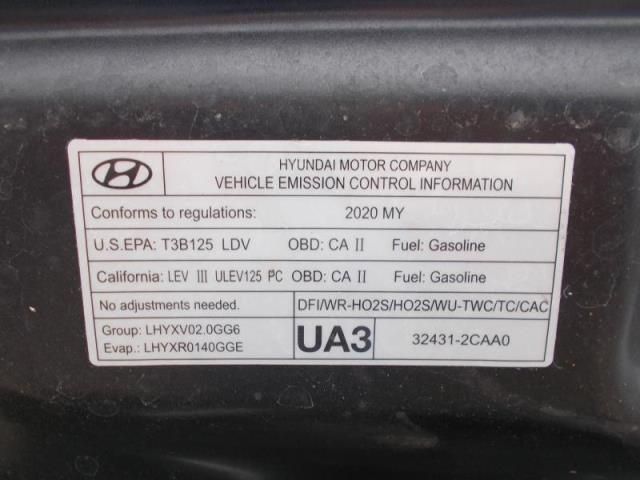 HYUNDAI MOTOR COMPANY
VEHICLE EMISSION CONTROL INFORMATION
Conforms to regulations: 2020 MY
U.S.EPA: T3B125 LDV OBD: CA II Fuel: Gasoline
California: LEV III ULEV125 PC OBD: CA II Fuel: Gasoline
No adjustments needed. DFI/WR-HO2S/HO2S/WU-TWC/TC/CAC
Group: LHYXV02.0GG6
Evap.: LHYXR0140GGE
UA3 32431-2CAA0